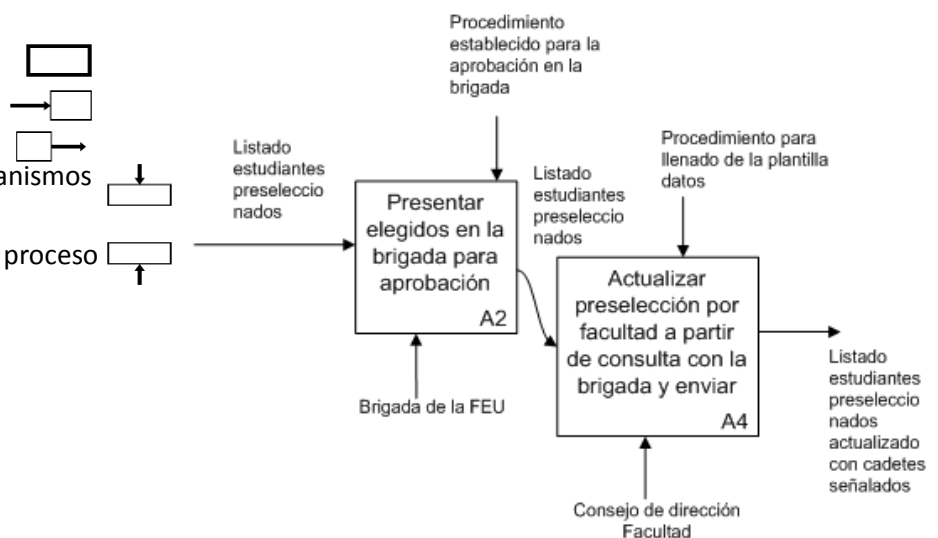 anismos
proceso
Listado
estudiantes
preseleccio
nados
Procedimiento
establecido para la
aprobación en la
brigada
Presentar
elegidos en la
brigada para
aprobación
A2
Brigada de la FEU
Listado
estudiantes
preseleccio
nados
Procedimiento para
llenado de la plantilla
datos
Actualizar
preselección por
facultad a partir
de consulta con la
brigada y enviar
A4
Consejo de dirección
Facultad
Listado
estudiantes
preseleccio
nados
actualizado
con cadetes
señalados